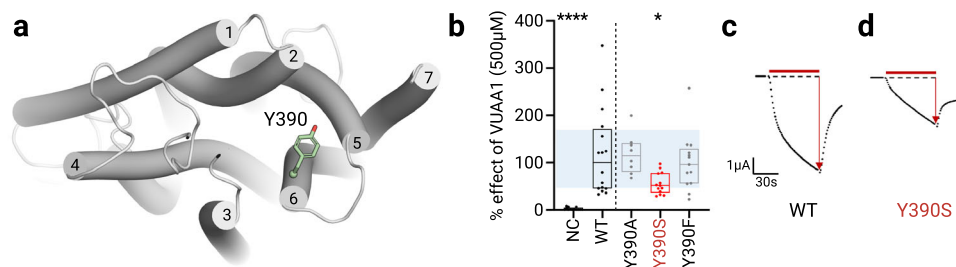 a
1
2
7
Y390
5
4
6
3
b
% effect of VUAA1 (500µM)
400
300
200
100
0
****
*
NC
WT
Y390A
Y390S
Y390F
c
1µA
30s
WT
d
Y390S